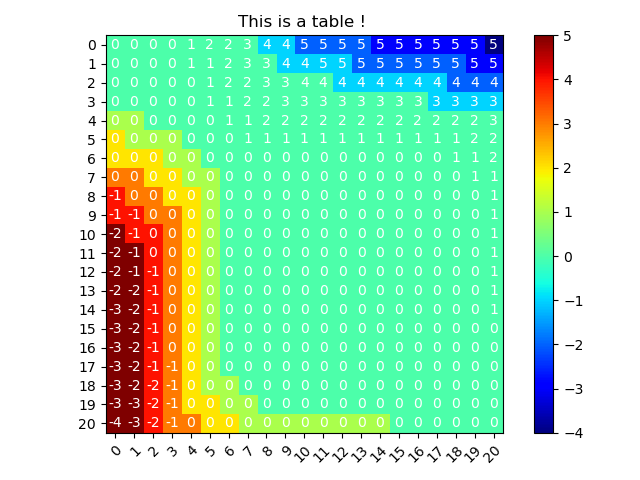 This is a table !
0 0 0 0 0 1 2 2 3 4 4 5 5 5 5 5 5 5 5 5 5 5
1 0 0 0 0 1 1 2 3 3 4 4 5 5 5 5 5 5 5 5 5 5
2 0 0 0 0 1 1 2 2 3 3 4 4 4 4 4 4 4 4 4 4 4
3 0 0 0 0 0 1 1 2 2 3 3 3 3 3 3 3 3 3 3 3 3
4 0 0 0 0 0 0 1 1 2 2 2 2 2 2 2 2 2 2 2 2 3
5 0 0 0 0 0 0 0 1 1 1 1 1 1 1 1 1 1 1 1 2 2
6 0 0 0 0 0 0 0 0 0 0 0 0 0 0 0 0 0 0 1 1 2
7 0 0 0 0 0 0 0 0 0 0 0 0 0 0 0 0 0 0 0 1 1
8 -1 0 0 0 0 0 0 0 0 0 0 0 0 0 0 0 0 0 0 0 1
9 -1 -1 0 0 0 0 0 0 0 0 0 0 0 0 0 0 0 0 0 0 1
10 -2 -1 0 0 0 0 0 0 0 0 0 0 0 0 0 0 0 0 0 0 1
11 -2 -1 0 0 0 0 0 0 0 0 0 0 0 0 0 0 0 0 0 0 1
12 -2 -1 -1 0 0 0 0 0 0 0 0 0 0 0 0 0 0 0 0 0 1
13 -2 -2 -1 0 0 0 0 0 0 0 0 0 0 0 0 0 0 0 0 0 1
14 -3 -2 -1 0 0 0 0 0 0 0 0 0 0 0 0 0 0 0 0 0 1
15 -3 -2 -1 0 0 0 0 0 0 0 0 0 0 0 0 0 0 0 0 0 0
16 -3 -2 -1 0 0 0 0 0 0 0 0 0 0 0 0 0 0 0 0 0 0
17 -3 -2 -1 -1 0 0 0 0 0 0 0 0 0 0 0 0 0 0 0 0 0
18 -3 -3 -2 -1 0 0 0 0 0 0 0 0 0 0 0 0 0 0 0 0 0
19 -3 -3 -2 -1 0 0 0 0 0 0 0 0 0 0 0 0 0 0 0 0 0
20 -4 -3 -2 -1 0 0 0 0 0 0 0 0 0 0 0 0 0 0 0 0 0
0 1 2 3 4 5 6 7 8 9 10 11 12 13 14 15 16 17 18 19 20
5
4
3
2
1
0
−1
−2
−3
−4